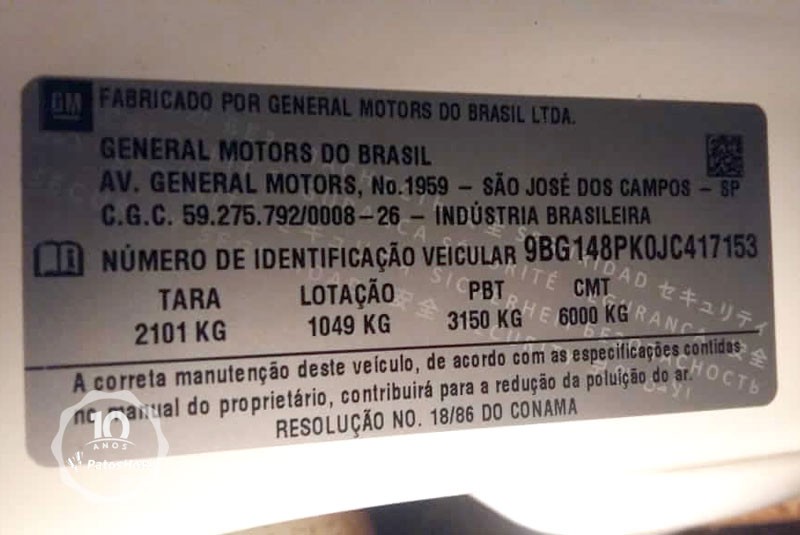 GM FABRICADO POR GENERAL MOTORS DO BRASIL LTDA.
GENERAL MOTORS DO BRASIL
AV. GENERAL MOTORS, No.1959 – SÃO JOSÉ DOS CAMPOS – SP
C.G.C. 59.275.792/0008–26 – INDÚSTRIA BRASILEIRA
NÚMERO DE IDENTIFICAÇÃO VEICULAR 9BG148PK0JC417153
TARA LOTAÇÃO PBT CMT
2101 KG 1049 KG 3150 KG 6000 KG
A correta manutenção deste veículo, de acordo com as especificações contidas
no manual do proprietário, contribuirá para a redução da poluição do ar.
RESOLUÇÃO NO. 18/86 DO CONAMA
10
ANOS